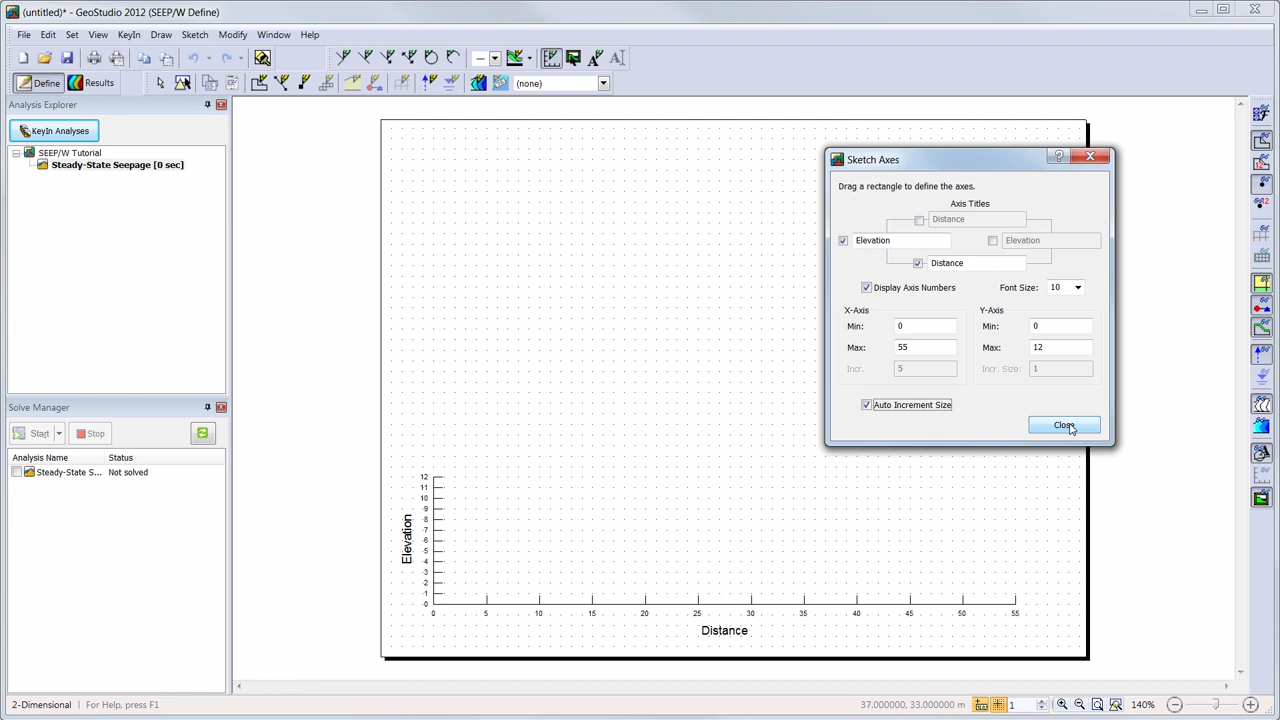 (untitled)* - GeoStudio 2012 (SEEP/W Define)
File Edit Set View KeyIn Draw Sketch Modify Window Help
Define Results (none)
Analysis Explorer
KeyIn Analyses
SEEP/W Tutorial
Steady-State Seepage [0 sec]
Sketch Axes
Drag a rectangle to define the axes.
Axis Titles
Distance
Elevation Elevation
Distance
Display Axis Numbers Font Size: 10
X-Axis Y-Axis
Min: 0 Min: 0
Max: 55 Max: 12
Incr. 5 Incr. Size: 1
Auto Increment Size
Close
Solve Manager
Start Stop
Analysis Name Status
Steady-State S... Not solved
12
11
10
9
8
7
6
5
4
3
2
1
0
Elevation
0 5 10 15 20 25 30 35 40 45 50 55
Distance
2-Dimensional For Help, press F1 37.000000, 33.000000 m 1 140%